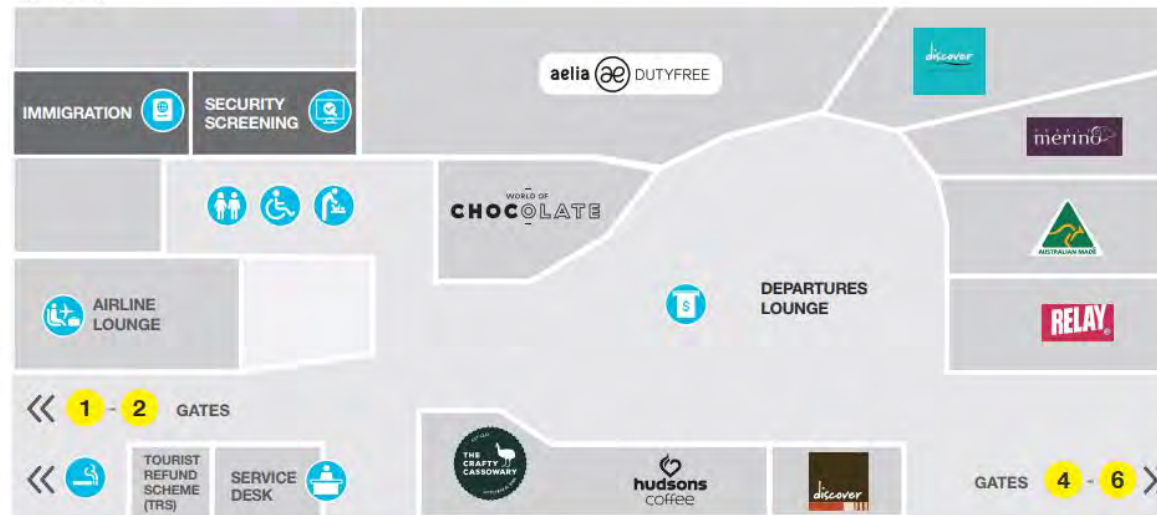 aelia ae DUTYFREE
discover
IMMIGRATION
SECURITY
SCREENING
merino
WORLD OF
CHOCOLATE
AUSTRALIAN MADE
$
DEPARTURES
LOUNGE
AIRLINE
LOUNGE
RELAY
1 - 2 GATES
TOURIST
REFUND
SCHEME
(TRS)
SERVICE
DESK
THE
CRAFTY
CASSOWARY
hudsons
coffee
discover
GATES 4 - 6